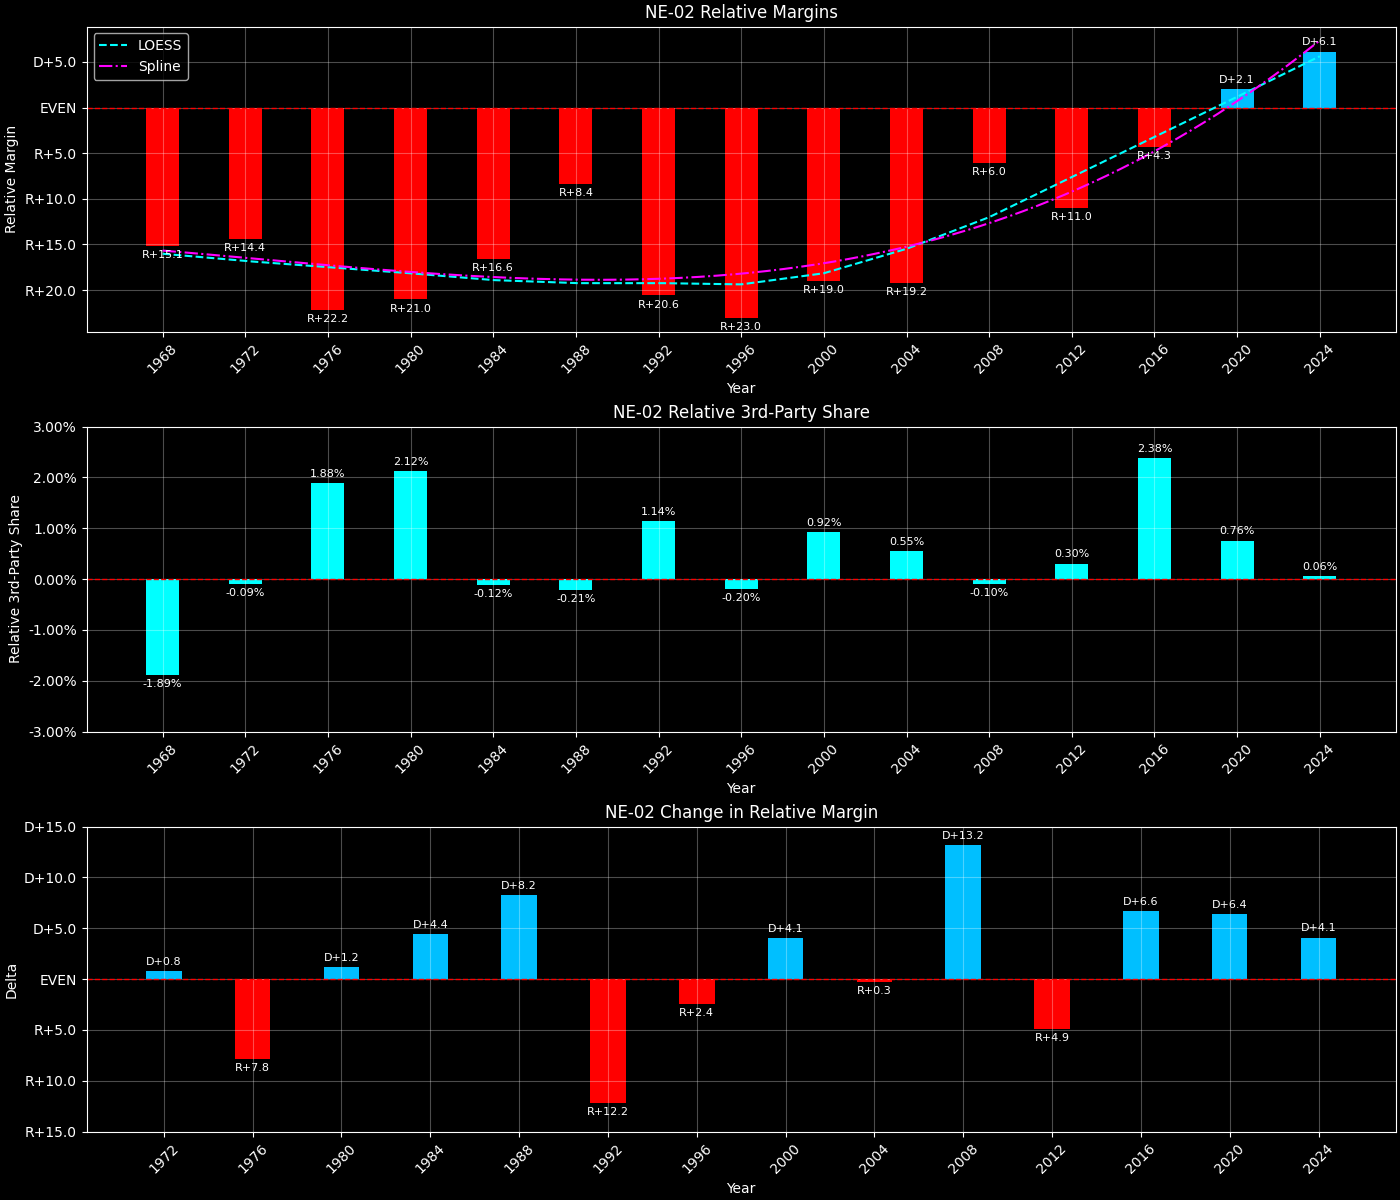 NE-02 Relative Margins
LOESS
Spline
Relative Margin
D+5.0
EVEN
R+5.0
R+10.0
R+15.0
R+20.0
R+15.1
R+14.4
R+22.2
R+21.0
R+16.6
R+8.4
R+20.6
R+23.0
R+19.0
R+19.2
R+6.0
R+11.0
R+4.3
D+2.1
D+6.1
1968
1972
1976
1980
1984
1988
1992
1996
2000
2004
2008
2012
2016
2020
2024
Year
NE-02 Relative 3rd-Party Share
Relative 3rd-Party Share
3.00%
2.00%
1.00%
0.00%
-1.00%
-2.00%
-3.00%
-1.89%
-0.09%
1.88%
2.12%
-0.12%
-0.21%
1.14%
-0.20%
0.92%
0.55%
-0.10%
0.30%
2.38%
0.76%
0.06%
1968
1972
1976
1980
1984
1988
1992
1996
2000
2004
2008
2012
2016
2020
2024
Year
NE-02 Change in Relative Margin
Delta
D+15.0
D+10.0
D+5.0
EVEN
R+5.0
R+10.0
R+15.0
D+0.8
R+7.8
D+1.2
D+4.4
D+8.2
R+12.2
R+2.4
D+4.1
R+0.3
D+13.2
R+4.9
D+6.6
D+6.4
D+4.1
1972
1976
1980
1984
1988
1992
1996
2000
2004
2008
2012
2016
2020
2024
Year